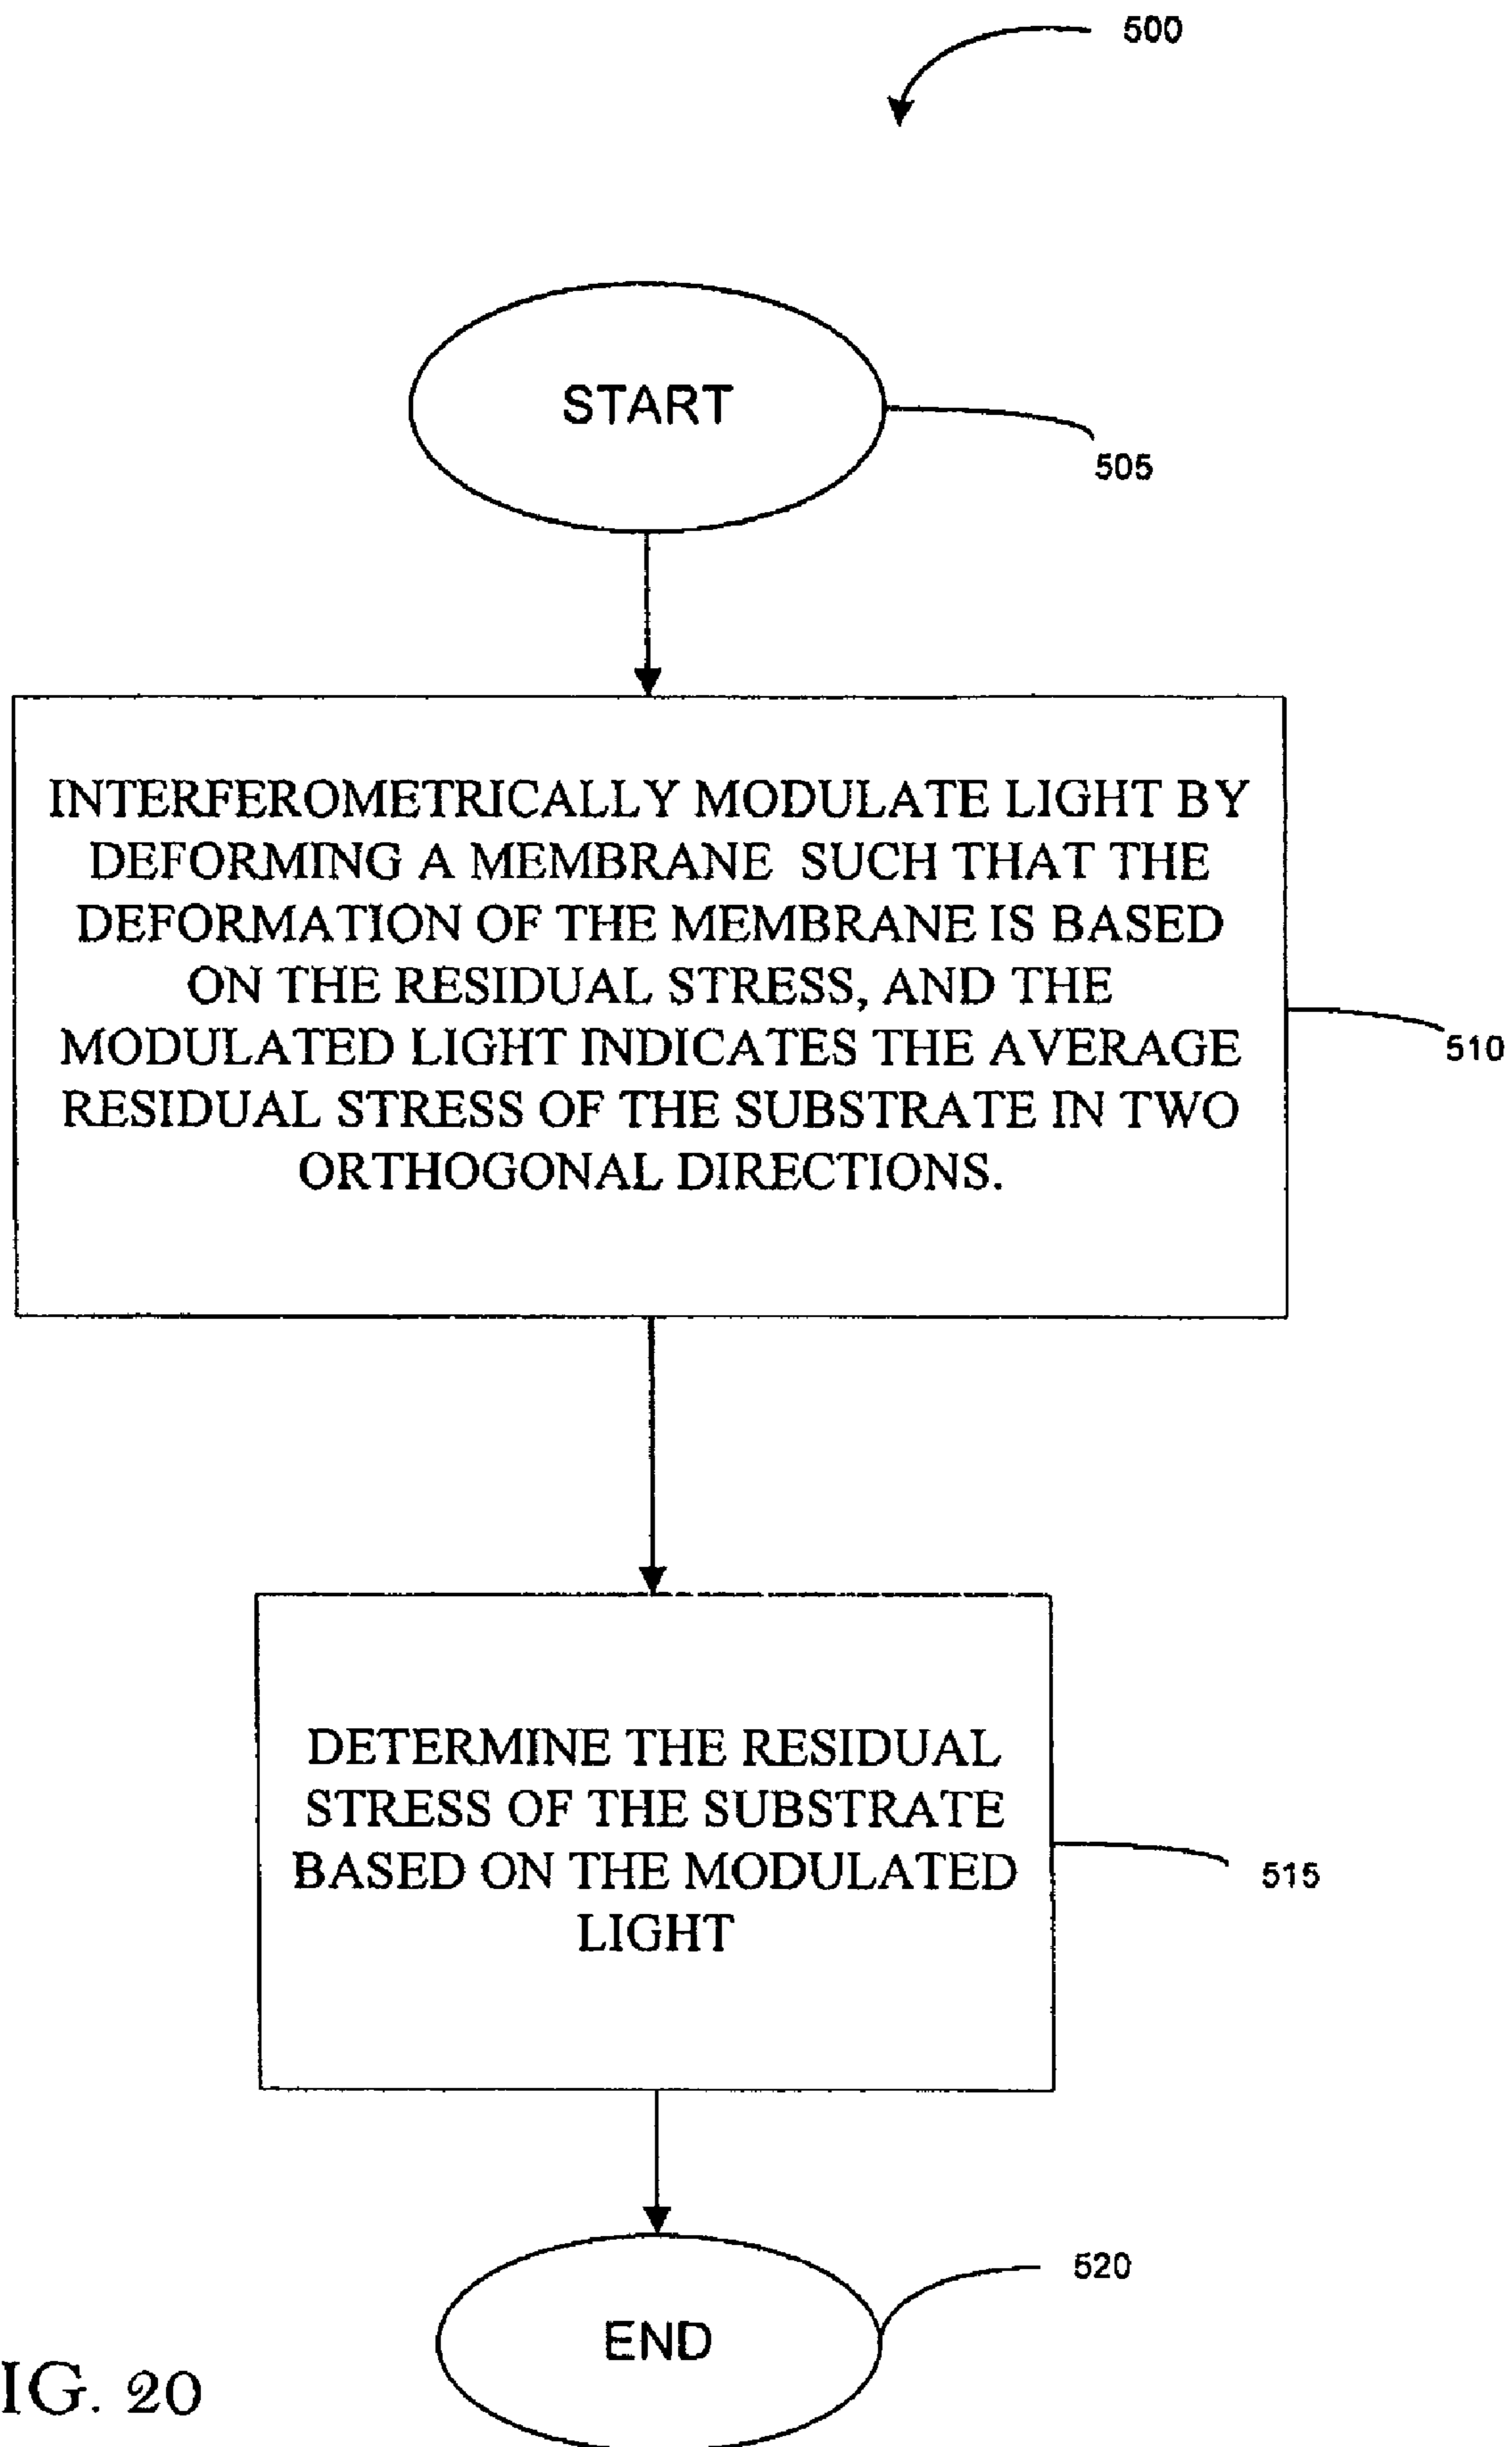 500
START
505
INTERFEROMETRICALLY MODULATE LIGHT BY
DEFORMING A MEMBRANE SUCH THAT THE
DEFORMATION OF THE MEMBRANE IS BASED
ON THE RESIDUAL STRESS, AND THE
MODULATED LIGHT INDICATES THE AVERAGE
RESIDUAL STRESS OF THE SUBSTRATE IN TWO
ORTHOGONAL DIRECTIONS.
510
DETERMINE THE RESIDUAL
STRESS OF THE SUBSTRATE
BASED ON THE MODULATED
LIGHT
515
520
END
IG. 20